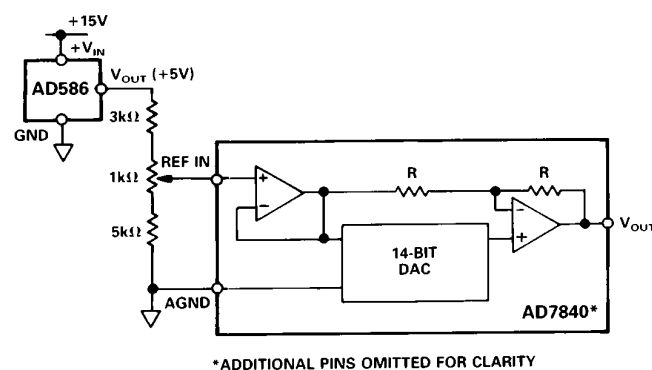 +15V
+VIN
AD586
VOUT (+5V)
GND
3kΩ
1kΩ
5kΩ
REF IN
AGND
R
R
+
−
−
+
14-BIT
DAC
VOUT
AD7840*
*ADDITIONAL PINS OMITTED FOR CLARITY